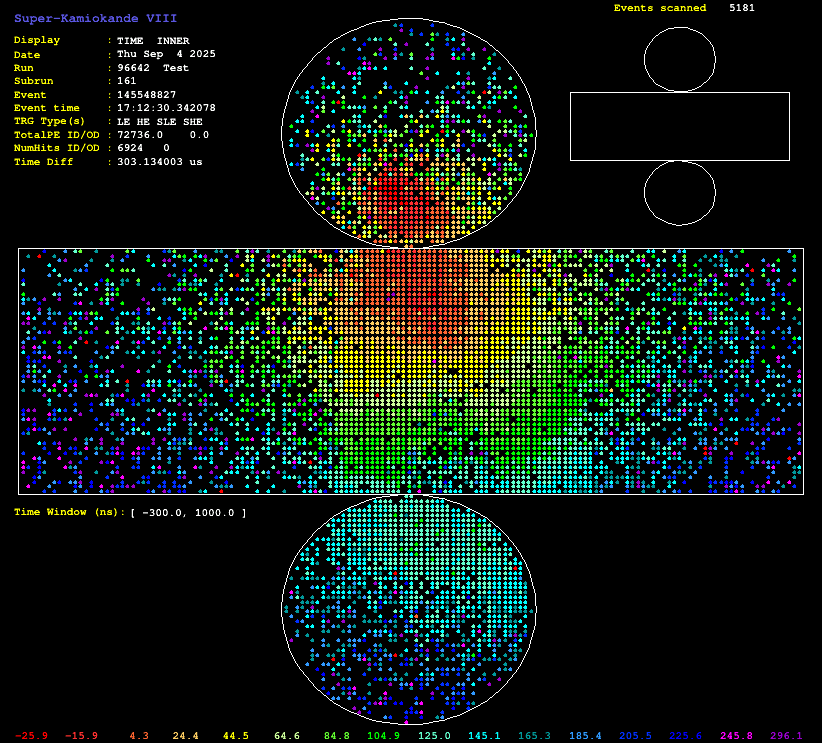 Super-Kamiokande VIII
Events scanned 5181
Display : TIME INNER
Date : Thu Sep 4 2025
Run : 96642 Test
Subrun : 161
Event : 145548827
Event time : 17:12:30.342078
TRG Type(s) : LE HE SLE SHE
TotalPE ID/OD : 72736.0 0.0
NumHits ID/OD : 6924 0
Time Diff : 303.134003 us
Time Window (ns): [ -300.0, 1000.0 ]
-25.9 -15.9 4.3 24.4 44.5 64.6 84.8 104.9 125.0 145.1 165.3 185.4 205.5 225.6 245.8 296.1